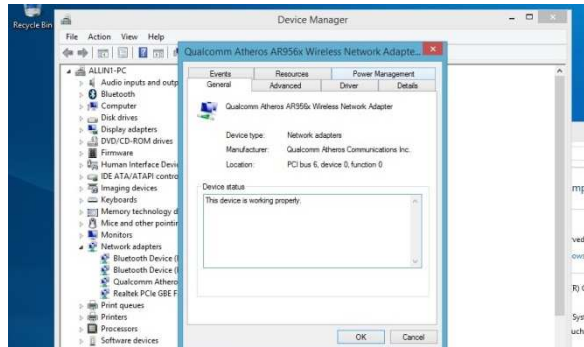 Recycle Bin
Device Manager
File Action View Help
Qualcomm Atheros AR956x Wireless Network Adapte...
Events Resources Power Management
General Advanced Driver Details
Qualcomm Atheros AR956x Wireless Network Adapter
Device type: Network adapters
Manufacturer: Qualcomm Atheros Communications Inc.
Location: PCI bus 6, device 0, function 0
Device status
This device is working properly.
OK Cancel
ALLIN1-PC
Audio inputs and outp
Bluetooth
Computer
Disk drives
Display adapters
DVD/CD-ROM drives
Firmware
Human Interface Devi
IDE ATA/ATAPI contro
Imaging devices
Keyboards
Memory technology d
Mice and other pointin
Monitors
Network adapters
Bluetooth Device (
Bluetooth Device (
Qualcomm Athero
Realtek PCIe GBE F
Print queues
Printers
Processors
Software devices